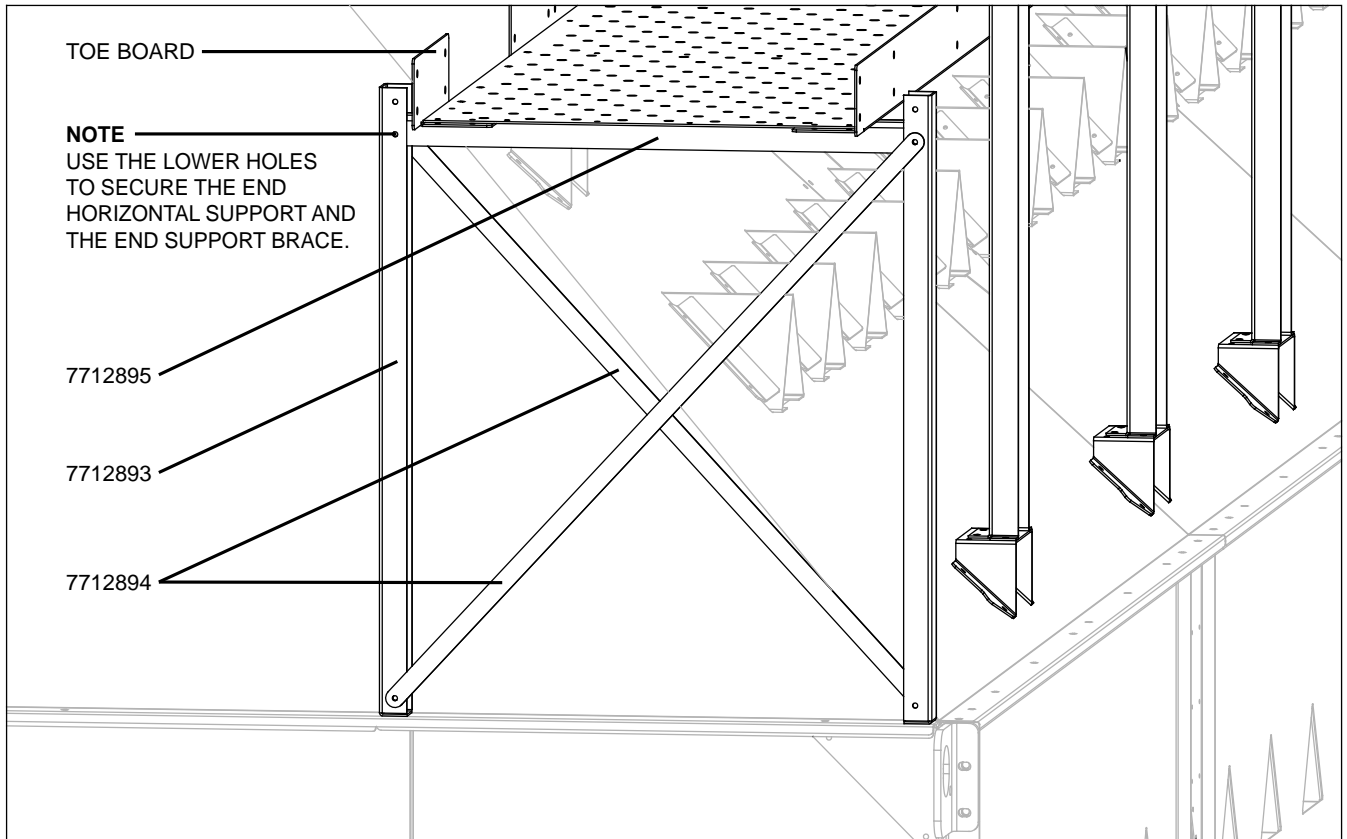 TOE BOARD
NOTE
USE THE LOWER HOLES
TO SECURE THE END
HORIZONTAL SUPPORT AND
THE END SUPPORT BRACE.
7712895
7712893
7712894